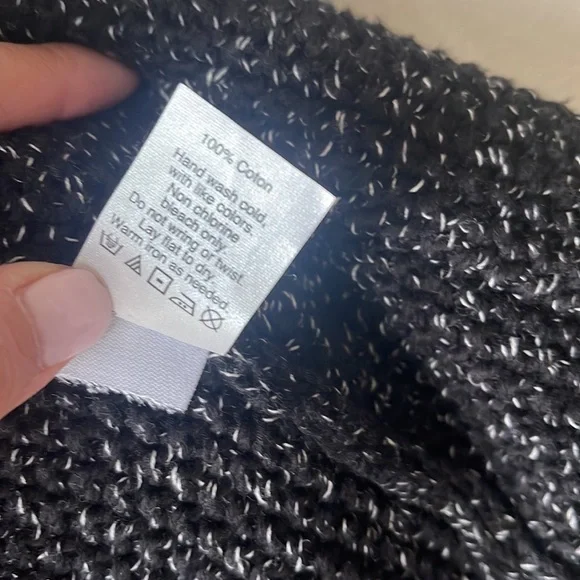 100% Coton
Hand wash cold,
with like colors.
Non chlorine
bleach only.
Do not wring or twist.
Lay flat to dry.
Warm iron as needed.